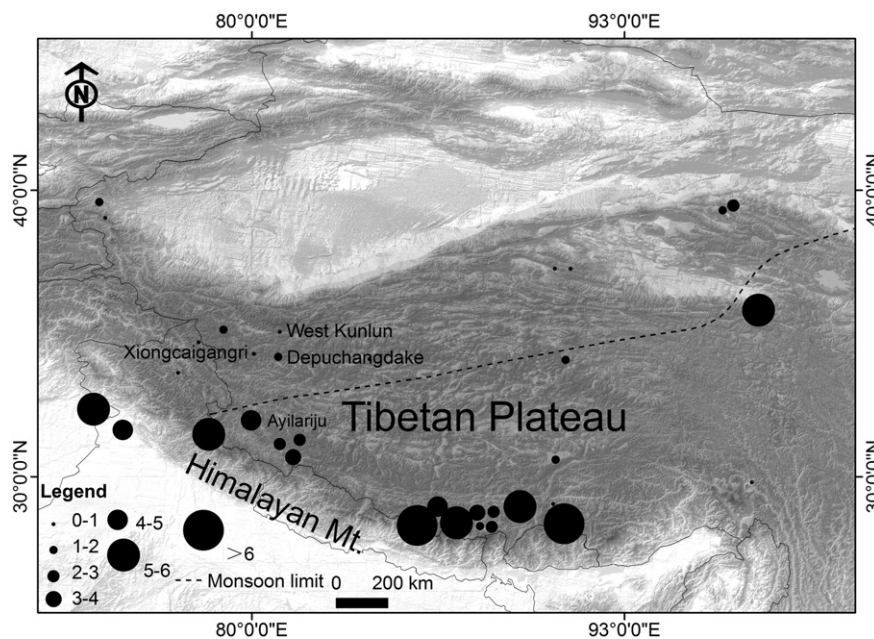 80°0'0"E 93°0'0"E
N
40°0'0"N 40°0'0"N
West Kunlun
Xiongcaigangri
Depuchangdake
Ayilariju
Tibetan Plateau
30°0'0"N 30°0'0"N
Himalayan Mt.
Legend
0-1 4-5
1-2 >6
2-3 5-6
3-4
Monsoon limit 0 200 km
80°0'0"E 93°0'0"E